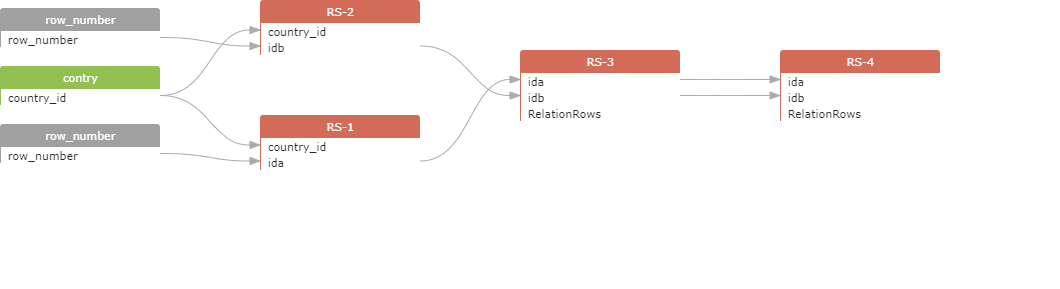 row_number
row_number
contry
country_id
row_number
row_number
RS-2
country_id
idb
RS-1
country_id
ida
RS-3
ida
idb
RelationRows
RS-4
ida
idb
RelationRows